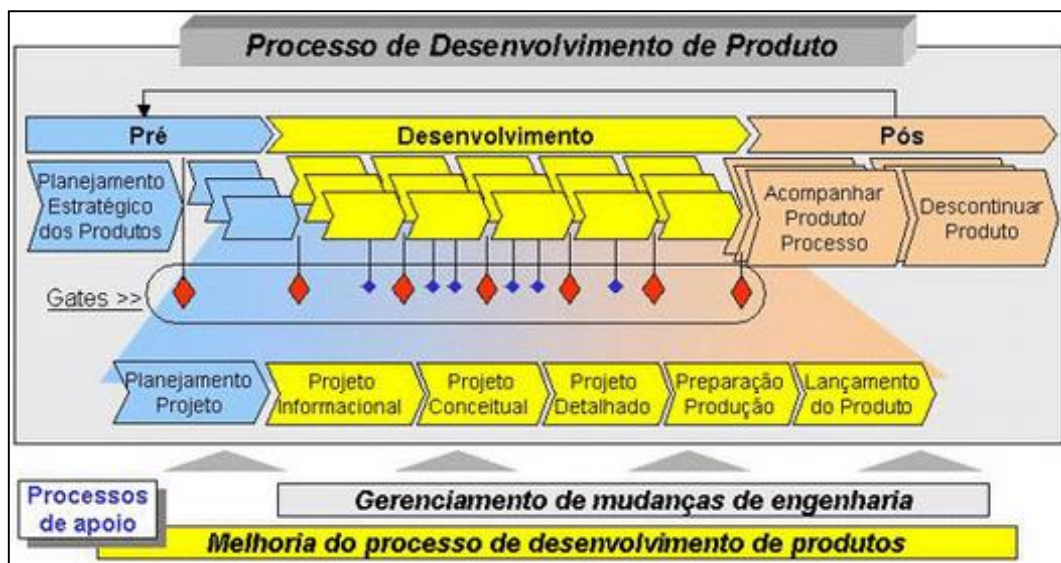 Processo de Desenvolvimento de Produto
Pré
Desenvolvimento
Pós
Planejamento
Estratégico
dos Produtos
Acompanhar
Produto/
Processo
Descontinuar
Produto
Gates >>
Planejamento
Projeto
Projeto
Informacional
Projeto
Conceitual
Projeto
Detalhado
Preparação
Produção
Lançamento
do Produto
Processos
de apoio
Gerenciamento de mudanças de engenharia
Melhoria do processo de desenvolvimento de produtos